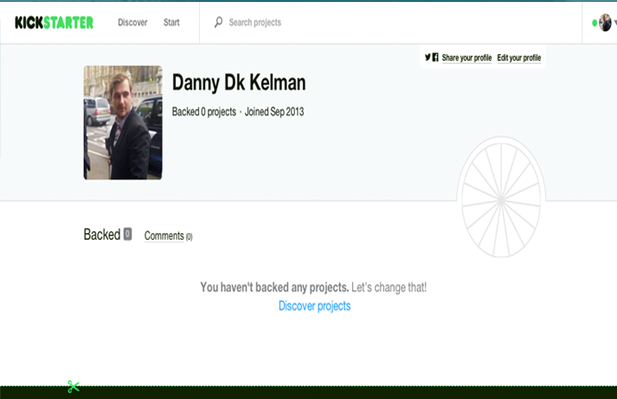 KICKSTARTER Discover Start Search projects
Share your profile Edit your profile
Danny Dk Kelman
Backed 0 projects · Joined Sep 2013
Backed 0 Comments (0)
You haven't backed any projects. Let's change that!
Discover projects